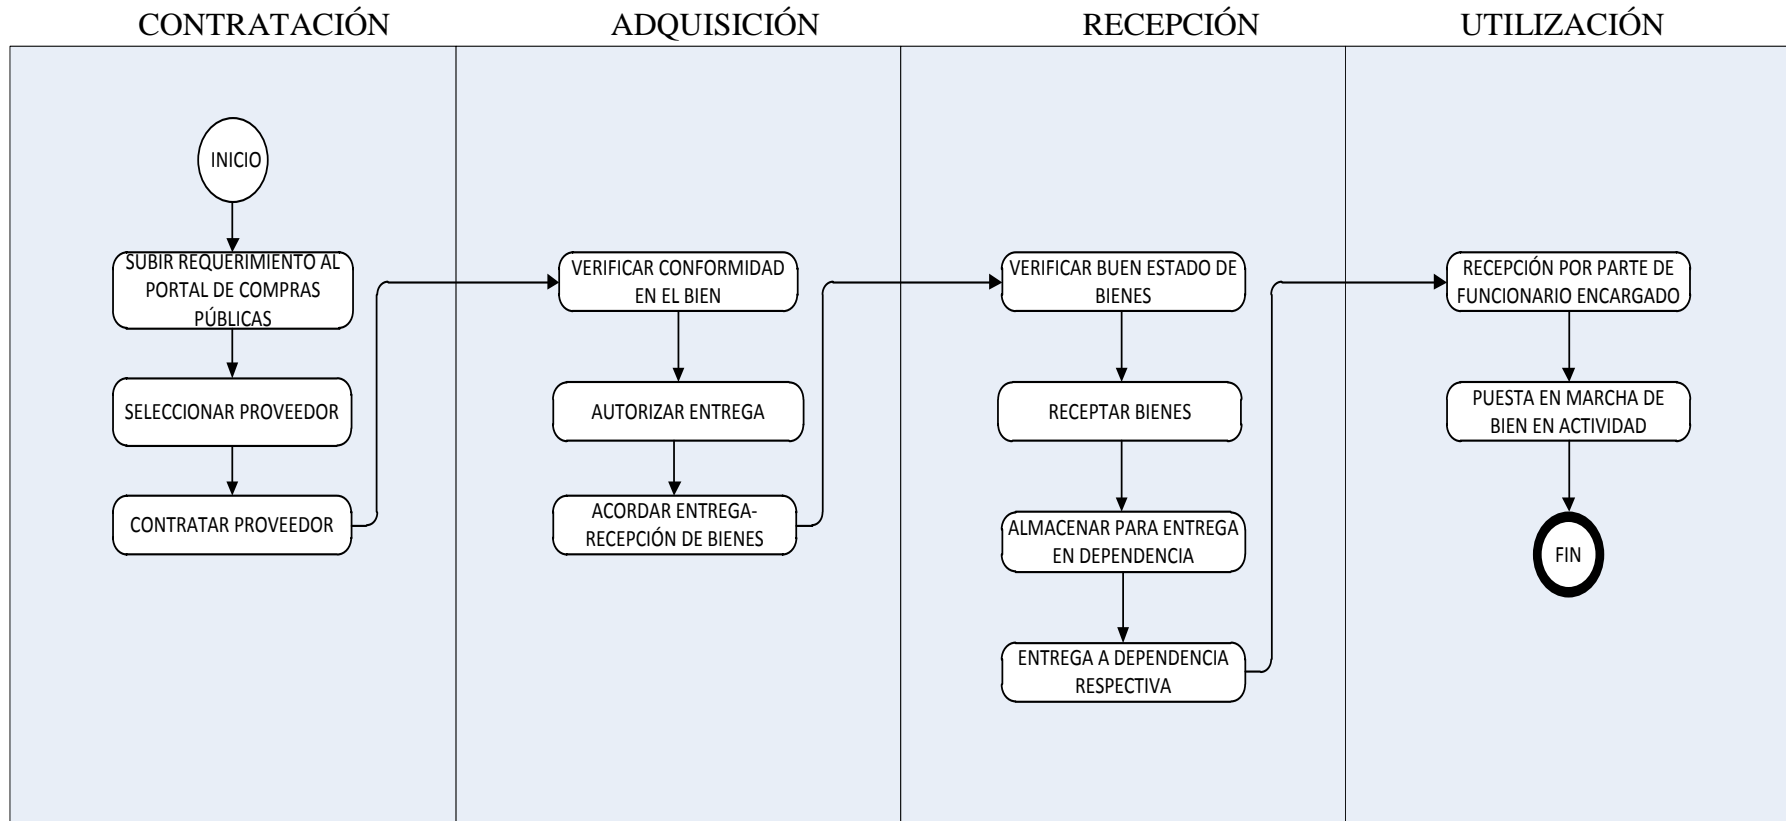 CONTRATACIÓN
ADQUISICIÓN
RECEPCIÓN
UTILIZACIÓN
INICIO
SUBIR REQUERIMIENTO AL
PORTAL DE COMPRAS
PÚBLICAS
SELECCIONAR PROVEEDOR
CONTRATAR PROVEEDOR
VERIFICAR CONFORMIDAD
EN EL BIEN
AUTORIZAR ENTREGA
ACORDAR ENTREGA-
RECEPCIÓN DE BIENES
VERIFICAR BUEN ESTADO DE
BIENES
RECEPTAR BIENES
ALMACENAR PARA ENTREGA
EN DEPENDENCIA
ENTREGA A DEPENDENCIA
RESPECTIVA
RECEPCIÓN POR PARTE DE
FUNCIONARIO ENCARGADO
PUESTA EN MARCHA DE
BIEN EN ACTIVIDAD
FIN